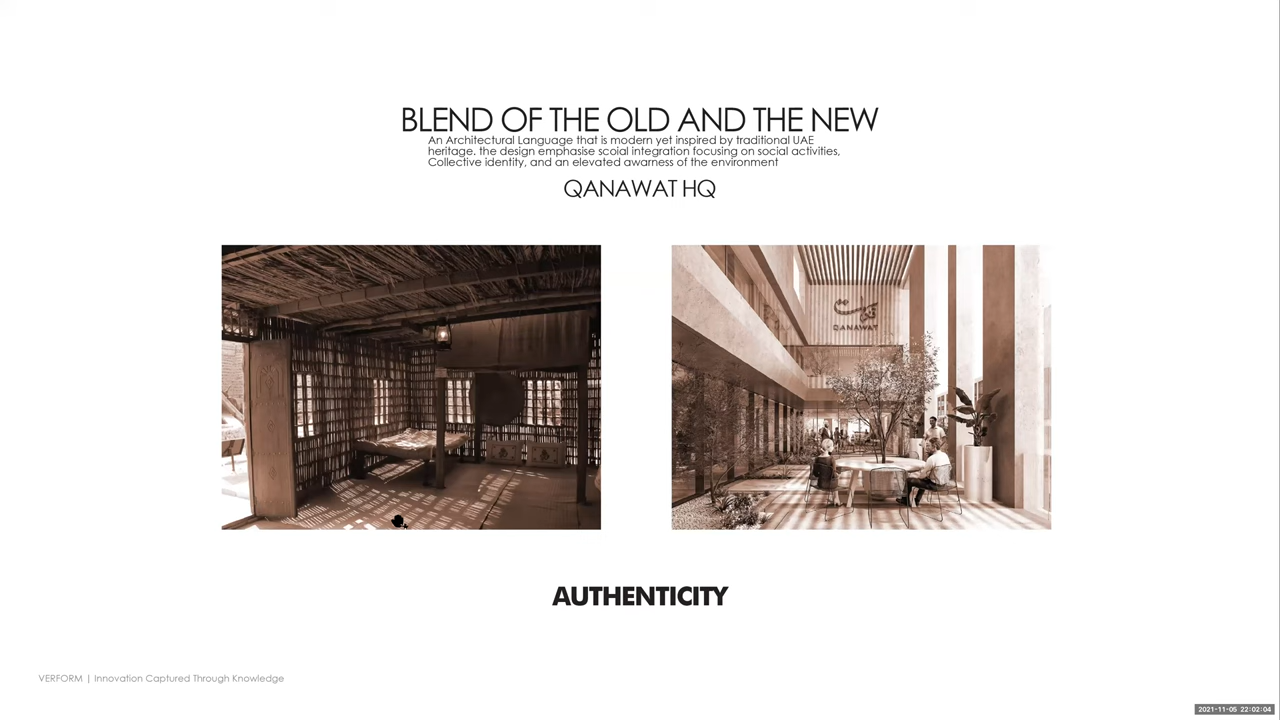 BLEND OF THE OLD AND THE NEW
An Architectural Language that is modern yet inspired by traditional UAE
heritage. the design emphasise scoial integration focusing on social activities,
Collective identity, and an elevated awarness of the environment
QANAWAT HQ
قنوات
QANAWAT
AUTHENTICITY
VERFORM | Innovation Captured Through Knowledge
2021-11-05 22:02:04